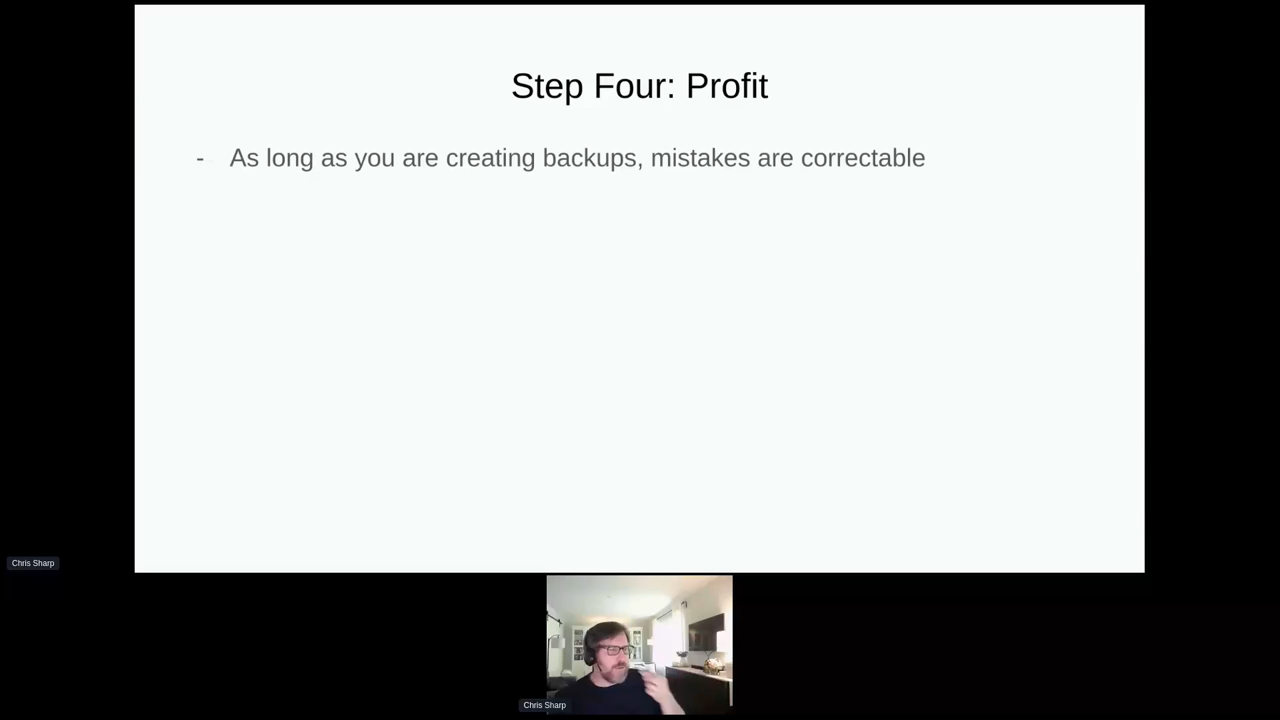 Step Four: Profit
- As long as you are creating backups, mistakes are correctable
Chris Sharp
Chris Sharp